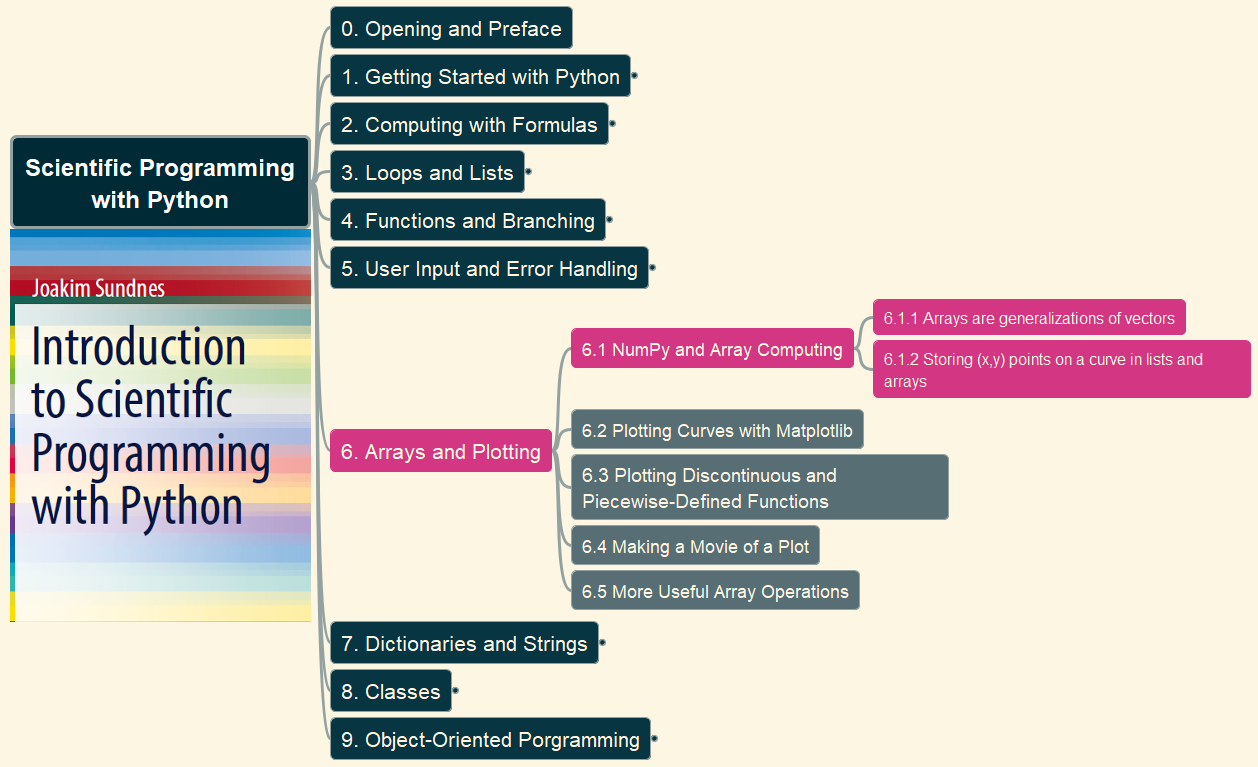 Scientific Programming
with Python
Joakim Sundnes
Introduction
to Scientific
Programming
with Python
0. Opening and Preface
1. Getting Started with Python
2. Computing with Formulas
3. Loops and Lists
4. Functions and Branching
5. User Input and Error Handling
6. Arrays and Plotting
6.1 NumPy and Array Computing
6.1.1 Arrays are generalizations of vectors
6.1.2 Storing (x,y) points on a curve in lists and
arrays
6.2 Plotting Curves with Matplotlib
6.3 Plotting Discontinuous and
Piecewise-Defined Functions
6.4 Making a Movie of a Plot
6.5 More Useful Array Operations
7. Dictionaries and Strings
8. Classes
9. Object-Oriented Porgramming